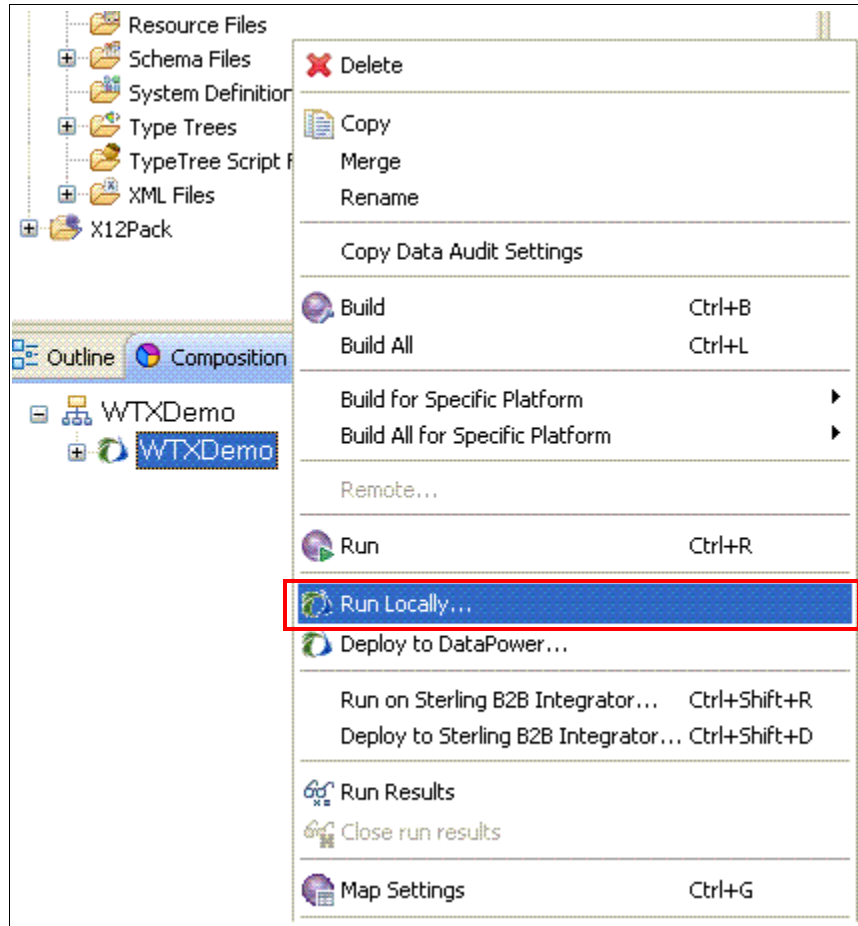 Resource Files
Schema Files
System Definition
Type Trees
TypeTree Script F
XML Files
X12Pack
Outline Composition
WTXDemo
WTXDemo
Delete
Copy
Merge
Rename
Copy Data Audit Settings
Build Ctrl+B
Build All Ctrl+L
Build for Specific Platform
Build All for Specific Platform
Remote...
Run Ctrl+R
Run Locally...
Deploy to DataPower...
Run on Sterling B2B Integrator... Ctrl+Shift+R
Deploy to Sterling B2B Integrator... Ctrl+Shift+D
Run Results
Close run results
Map Settings Ctrl+G